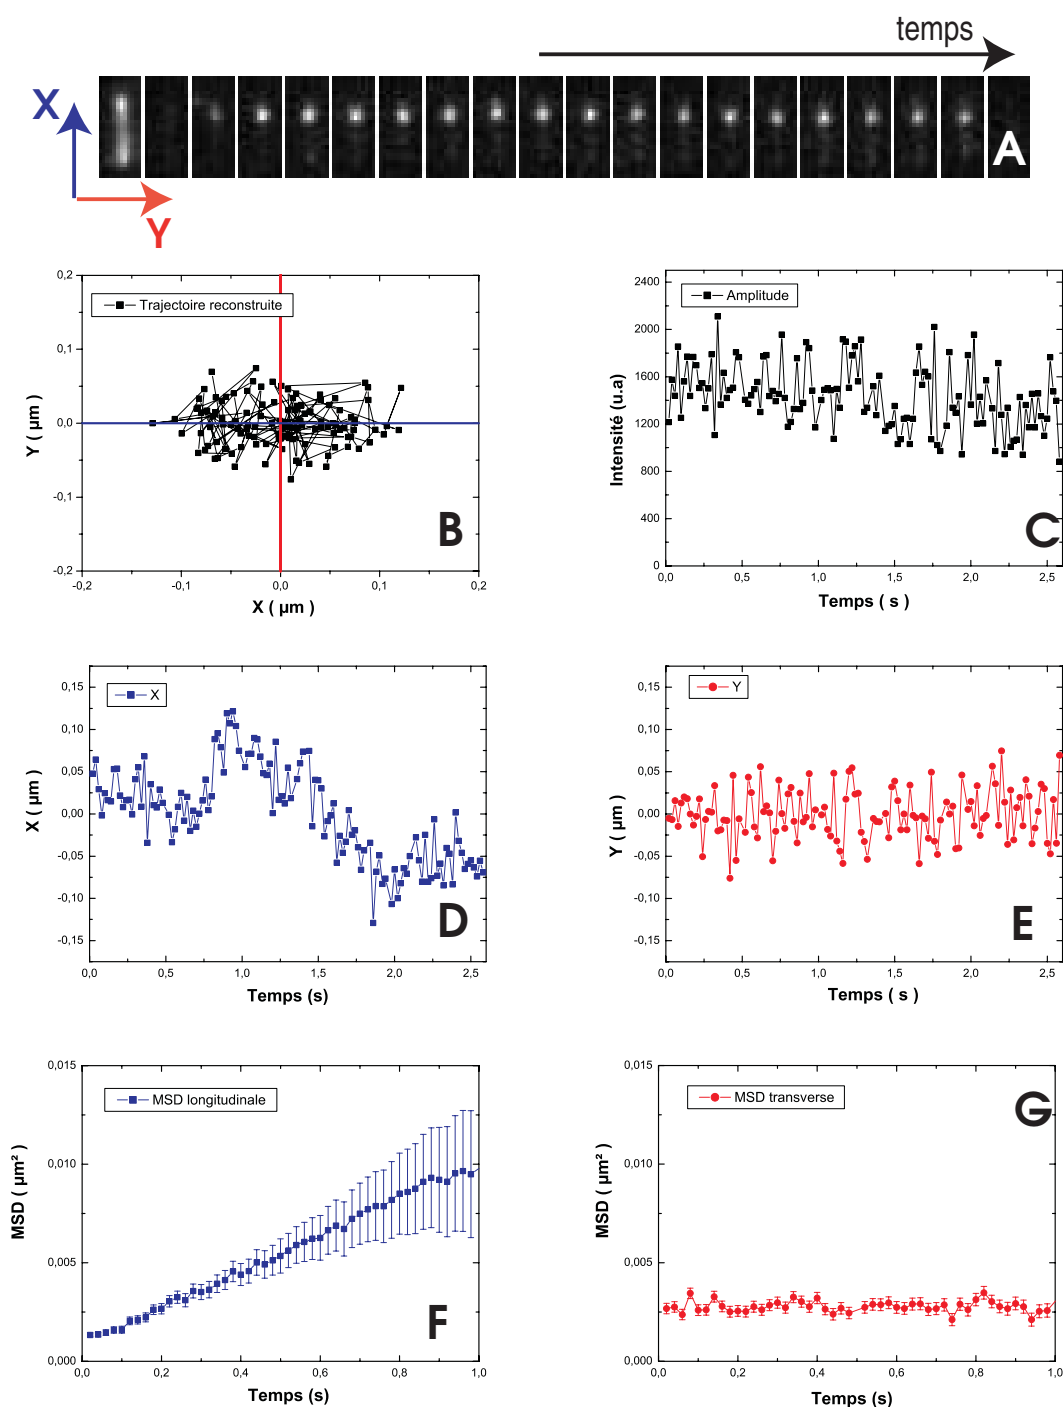 temps
X
Y
A
Y ( µm )
0,2
0,1
0,0
-0,1
-0,2
-0,2
-0,1
0,0
0,1
0,2
X ( µm )
Trajectoire reconstruite
B
Intensité (u.a)
2400
2000
1600
1200
800
400
0
0,0
0,5
1,0
1,5
2,0
2,5
Temps ( s )
Amplitude
C
X ( µm )
0,15
0,10
0,05
0,00
-0,05
-0,10
-0,15
0,0
0,5
1,0
1,5
2,0
2,5
Temps (s)
X
D
Y ( µm )
0,15
0,10
0,05
0,00
-0,05
-0,10
-0,15
0,0
0,5
1,0
1,5
2,0
2,5
Temps ( s )
Y
E
MSD ( µm² )
0,015
0,010
0,005
0,000
0,0
0,2
0,4
0,6
0,8
1,0
Temps (s)
MSD longitudinale
F
MSD ( µm² )
0,015
0,010
0,005
0,000
0,0
0,2
0,4
0,6
0,8
1,0
Temps (s)
MSD transverse
G